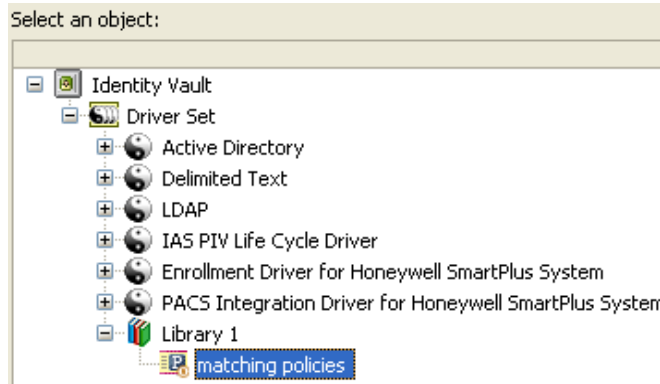 Select an object:
Identity Vault
Driver Set
Active Directory
Delimited Text
LDAP
IAS PIV Life Cycle Driver
Enrollment Driver for Honeywell SmartPlus System
PACS Integration Driver for Honeywell SmartPlus System
Library 1
matching policies